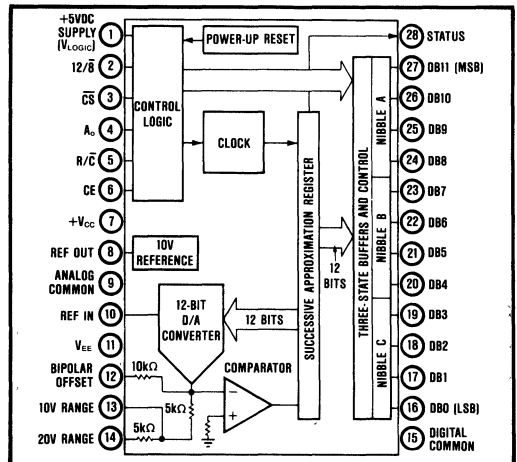 +5VDC
SUPPLY
(VLOGIC)
1
12/8̅
2
C̅S̅
3
Ao
4
R/C̅
5
CE
6
+VCC
7
REF OUT
8
ANALOG
COMMON
9
REF IN
10
VEE
11
BIPOLAR
OFFSET
12
10V RANGE
13
20V RANGE
14
POWER-UP RESET
CONTROL
LOGIC
CLOCK
10V
REFERENCE
12-BIT
D/A
CONVERTER
12 BITS
COMPARATOR
10kΩ
5kΩ
5kΩ
−
+
SUCCESSIVE APPROXIMATION REGISTER
12
BITS
THREE-STATE BUFFERS AND CONTROL
NIBBLE A
NIBBLE B
NIBBLE C
28 STATUS
27 DB11 (MSB)
26 DB10
25 DB9
24 DB8
23 DB7
22 DB6
21 DB5
20 DB4
19 DB3
18 DB2
17 DB1
16 DB0 (LSB)
15 DIGITAL
COMMON